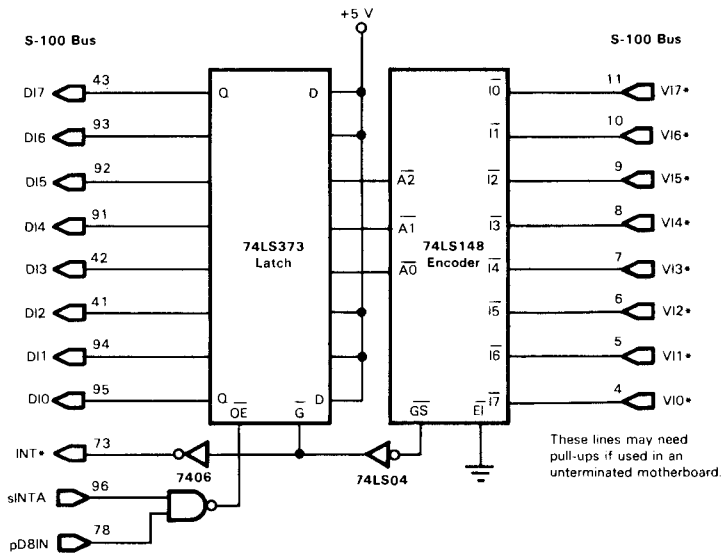 +5 V
S-100 Bus
S-100 Bus
DI7 43 Q D I0 11 VI7*
DI6 93 I1 10 VI6*
DI5 92 A2 I2 9 VI5*
DI4 91 A1 I3 8 VI4*
74LS373
Latch
74LS148
Encoder
DI3 42 A0 I4 7 VI3*
DI2 41 I5 6 VI2*
DI1 94 I6 5 VI1*
DI0 95 Q D I7 4 VI0*
OE G GS EI
INT* 73
7406
74LS04
These lines may need
pull-ups if used in an
unterminated motherboard.
sINTA 96
pD8IN 78